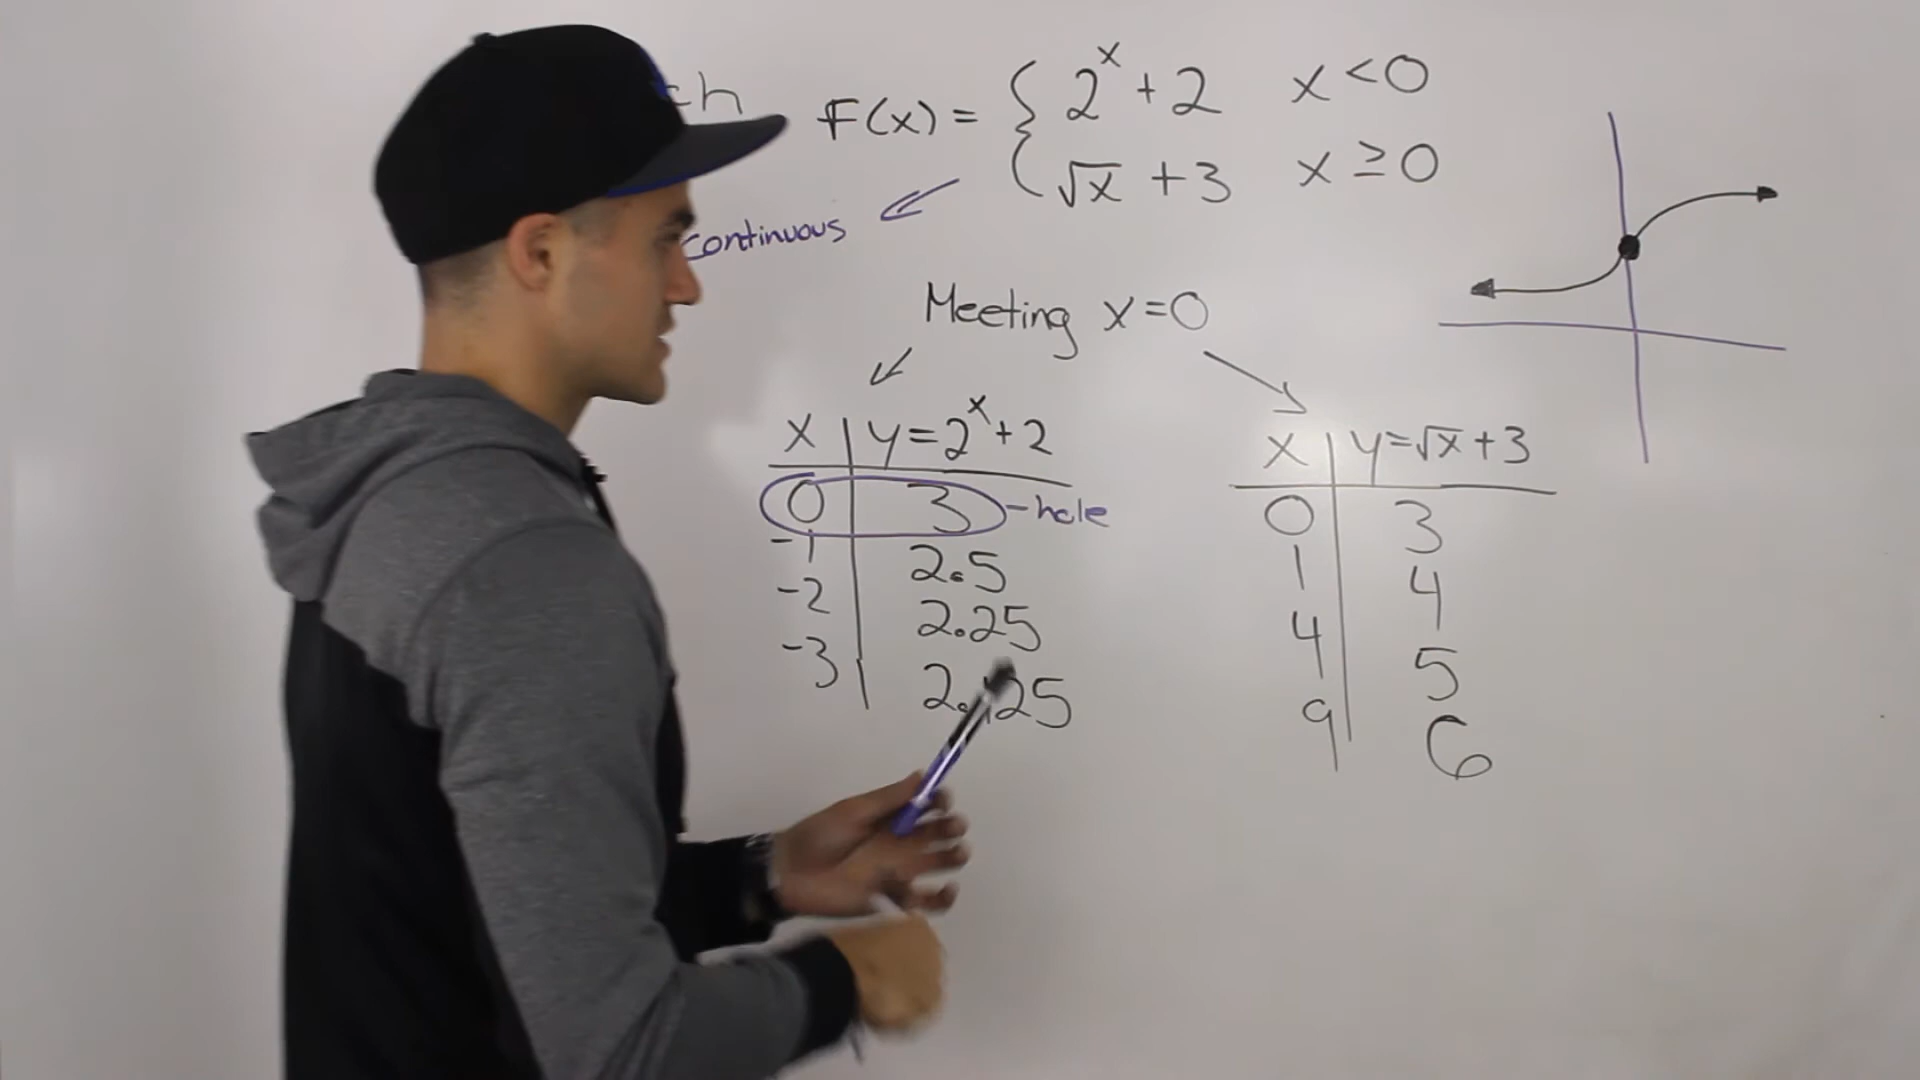 F(x) = { 2^x + 2 x < 0
√x + 3 x ≥ 0
continuous
Meeting x=0
x | y=2^x+2
0 | 3 -hole
-1 | 2.5
-2 | 2.25
-3 | 2.125
x | y=√x+3
0 | 3
1 | 4
4 | 5
9 | 6